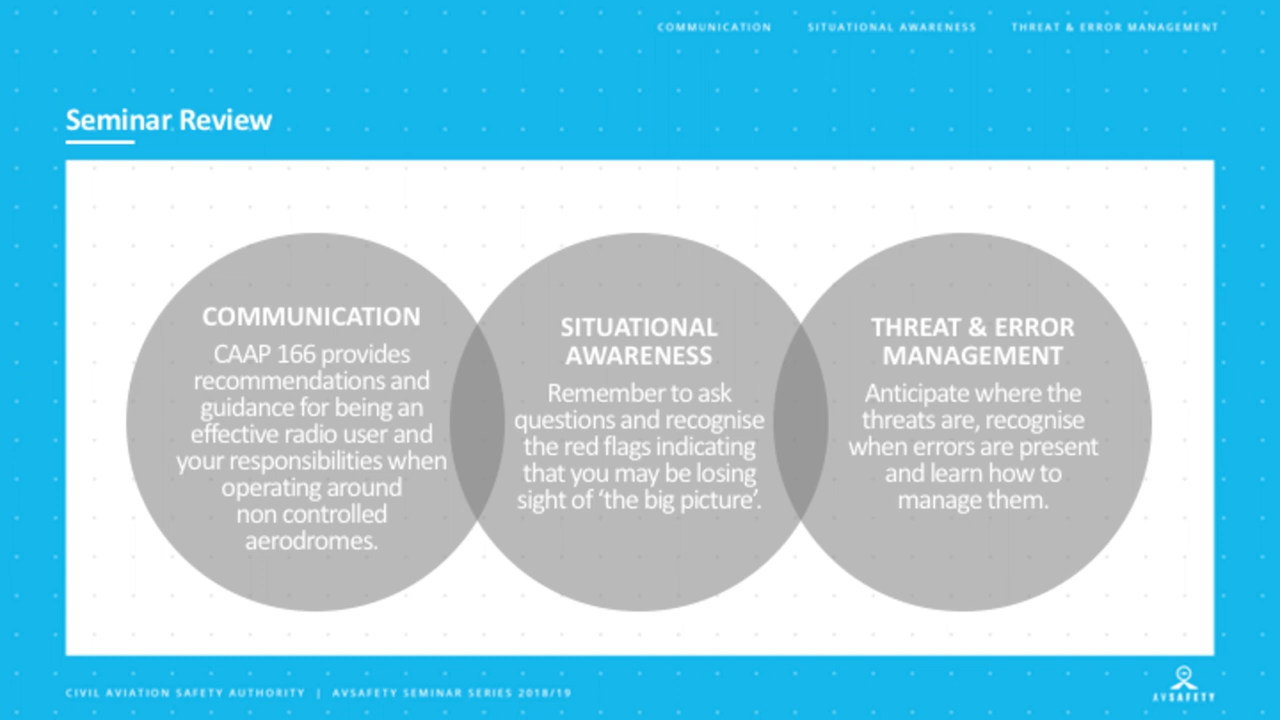 COMMUNICATION SITUATIONAL AWARENESS THREAT & ERROR MANAGEMENT
Seminar Review
COMMUNICATION
CAAP 166 provides
recommendations and
guidance for being an
effective radio user and
your responsibilities when
operating around
non controlled
aerodromes.
SITUATIONAL
AWARENESS
Remember to ask
questions and recognise
the red flags indicating
that you may be losing
sight of ‘the big picture’.
THREAT & ERROR
MANAGEMENT
Anticipate where the
threats are, recognise
when errors are present
and learn how to
manage them.
CIVIL AVIATION SAFETY AUTHORITY | AVSAFETY SEMINAR SERIES 2018/19
AVSAFETY